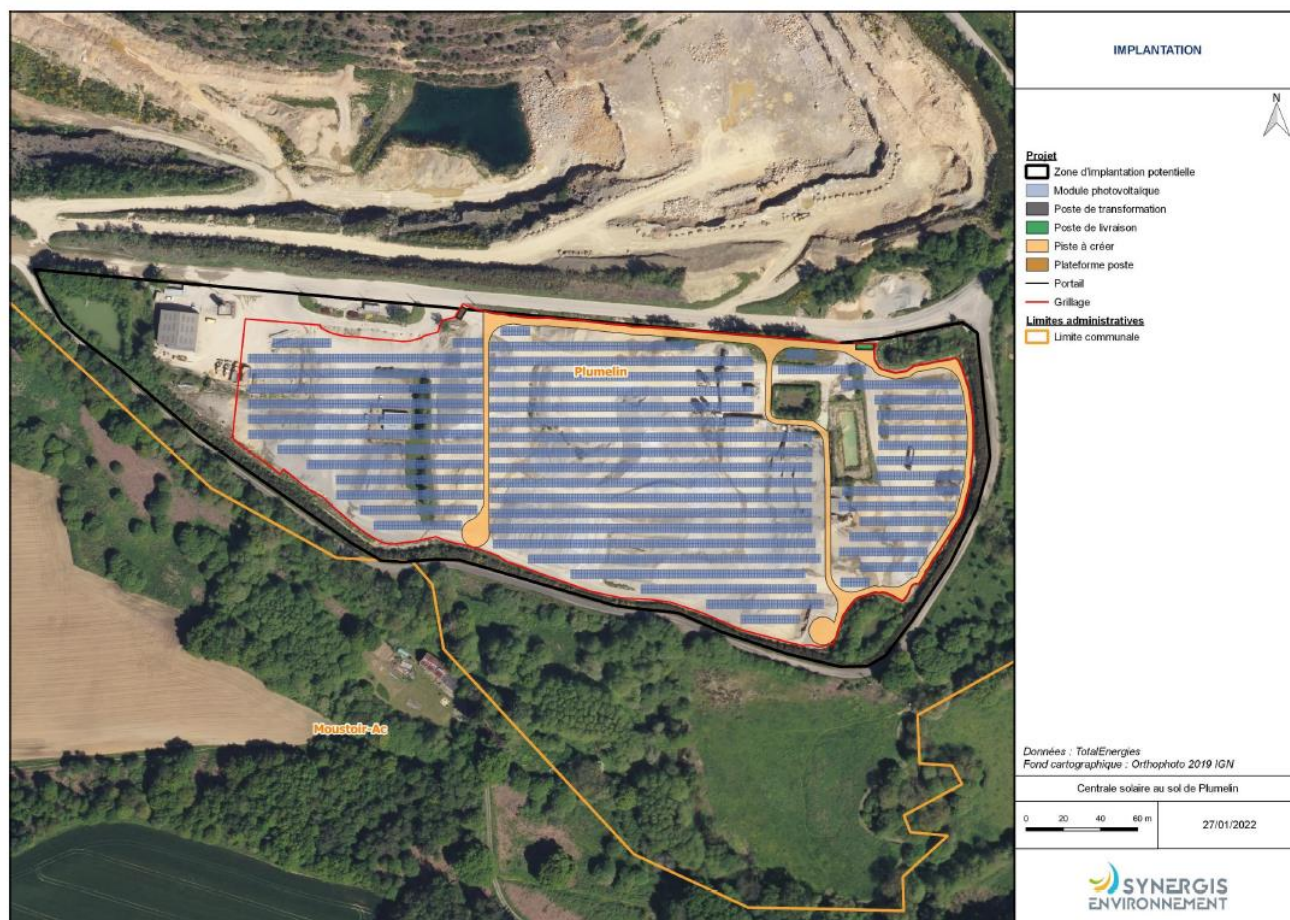 IMPLANTATION
N
Projet
Zone d'implantation potentielle
Module photovoltaïque
Poste de transformation
Poste de livraison
Piste à créer
Plateforme poste
Portail
Grillage
Limites administratives
Limite communale
Plumelin
Moustoir-Ac
Données : TotalEnergies
Fond cartographique : Orthophoto 2019 IGN
Centrale solaire au sol de Plumelin
0 20 40 60 m
27/01/2022
SYNERGIS
ENVIRONNEMENT